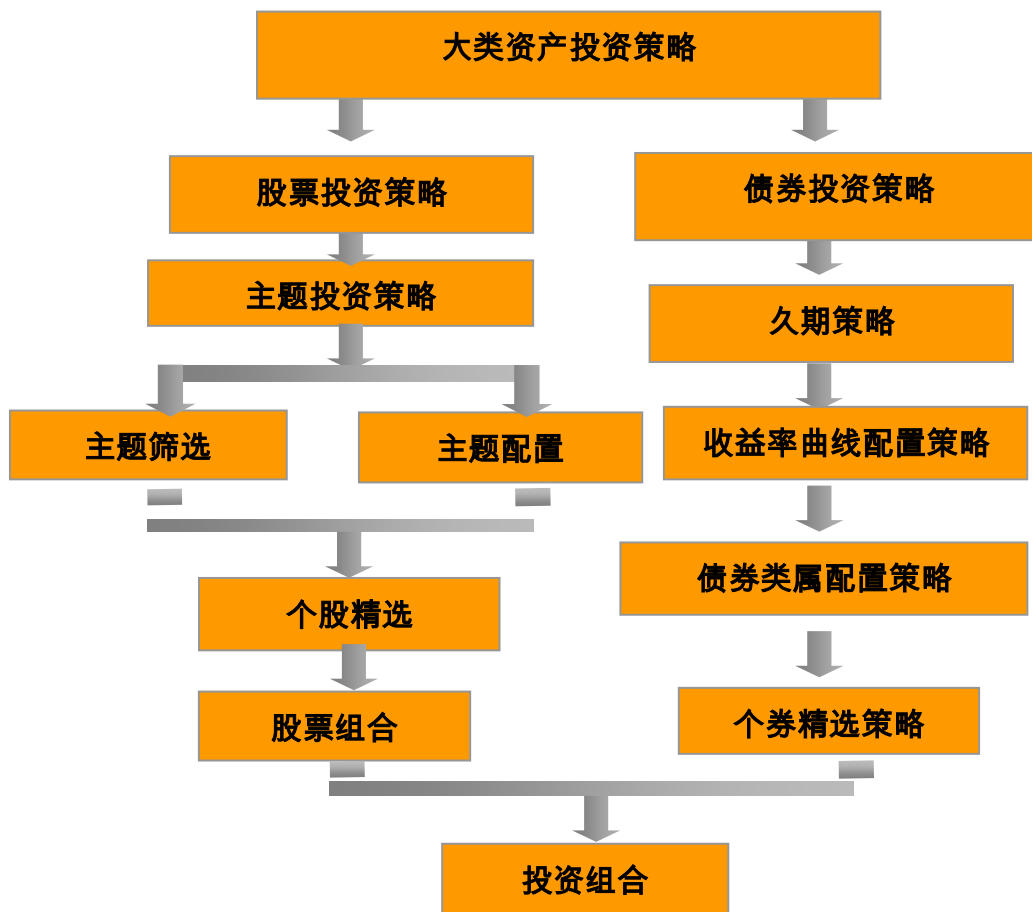 大类资产投资策略
股票投资策略
债券投资策略
主题投资策略
久期策略
主题筛选
主题配置
收益率曲线配置策略
债券类属配置策略
个股精选
股票组合
个券精选策略
投资组合